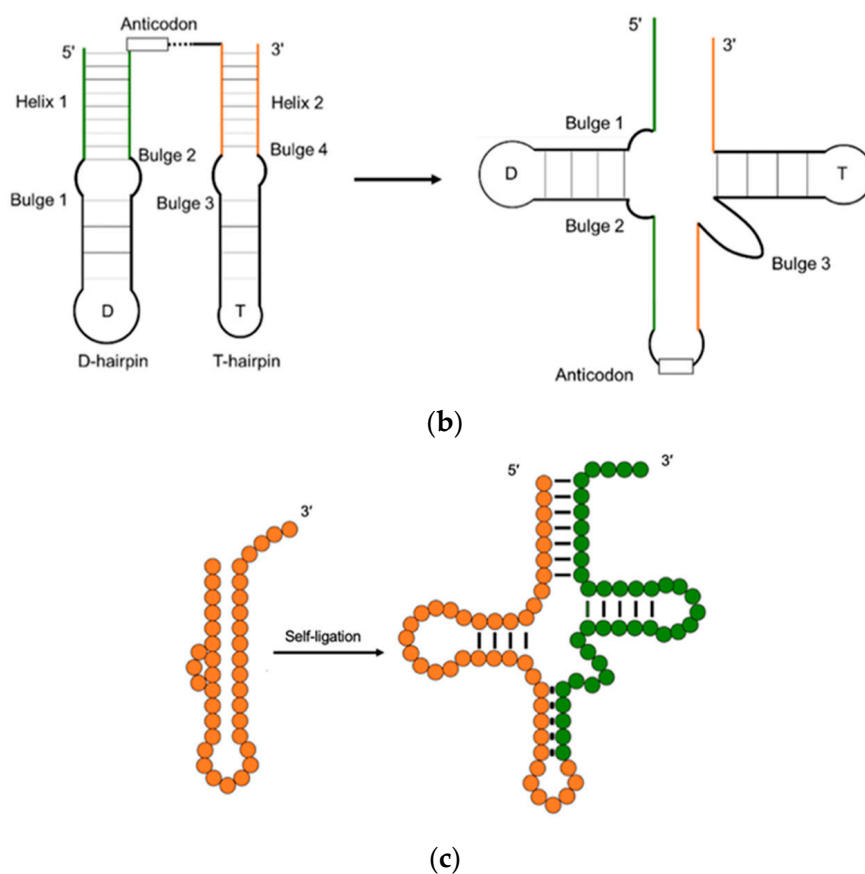 Anticodon
5'
3'
Helix 1
Helix 2
Bulge 2
Bulge 4
Bulge 1
Bulge 3
D
T
D-hairpin
T-hairpin
5'
3'
Bulge 1
D
T
Bulge 2
Bulge 3
Anticodon
(b)
3'
Self-ligation
5'
3'
(c)